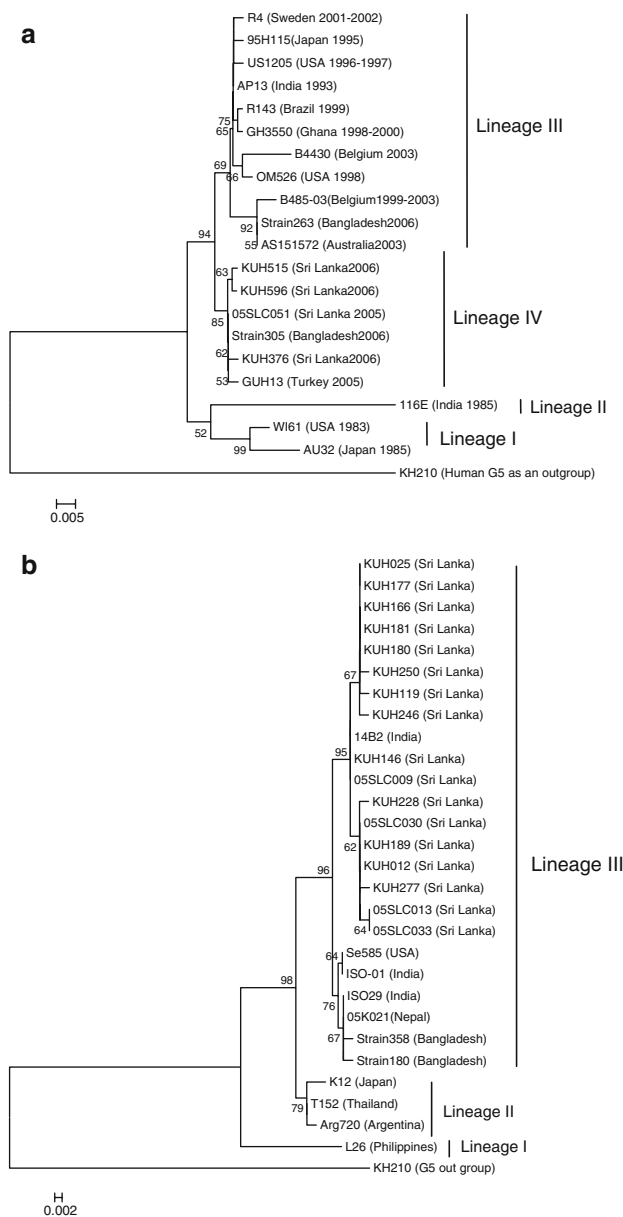 a
R4 (Sweden 2001-2002)
95H115(Japan 1995)
US1205 (USA 1996-1997)
AP13 (India 1993)
75
R143 (Brazil 1999)
65
GH3550 (Ghana 1998-2000)
Lineage III
B4430 (Belgium 2003)
69
66
OM526 (USA 1998)
B485-03(Belgium1999-2003)
92
Strain263 (Bangladesh2006)
94
55
AS151572 (Australia2003)
63
KUH515 (Sri Lanka2006)
KUH596 (Sri Lanka2006)
85
05SLC051 (Sri Lanka 2005)
Lineage IV
Strain305 (Bangladesh2006)
62
KUH376 (Sri Lanka2006)
53
GUH13 (Turkey 2005)
116E (India 1985)
Lineage II
52
WI61 (USA 1983)
Lineage I
99
AU32 (Japan 1985)
KH210 (Human G5 as an outgroup)
0.005
b
KUH025 (Sri Lanka)
KUH177 (Sri Lanka)
KUH166 (Sri Lanka)
KUH181 (Sri Lanka)
KUH180 (Sri Lanka)
67
KUH250 (Sri Lanka)
KUH119 (Sri Lanka)
KUH246 (Sri Lanka)
14B2 (India)
95
KUH146 (Sri Lanka)
05SLC009 (Sri Lanka)
KUH228 (Sri Lanka)
05SLC030 (Sri Lanka)
62
KUH189 (Sri Lanka)
Lineage III
96
KUH012 (Sri Lanka)
KUH277 (Sri Lanka)
05SLC013 (Sri Lanka)
64
05SLC033 (Sri Lanka)
64
Se585 (USA)
98
ISO-01 (India)
76
ISO29 (India)
05K021(Nepal)
67
Strain358 (Bangladesh)
Strain180 (Bangladesh)
K12 (Japan)
79
T152 (Thailand)
Lineage II
Arg720 (Argentina)
L26 (Philippines)
Lineage I
KH210 (G5 out group)
0.002